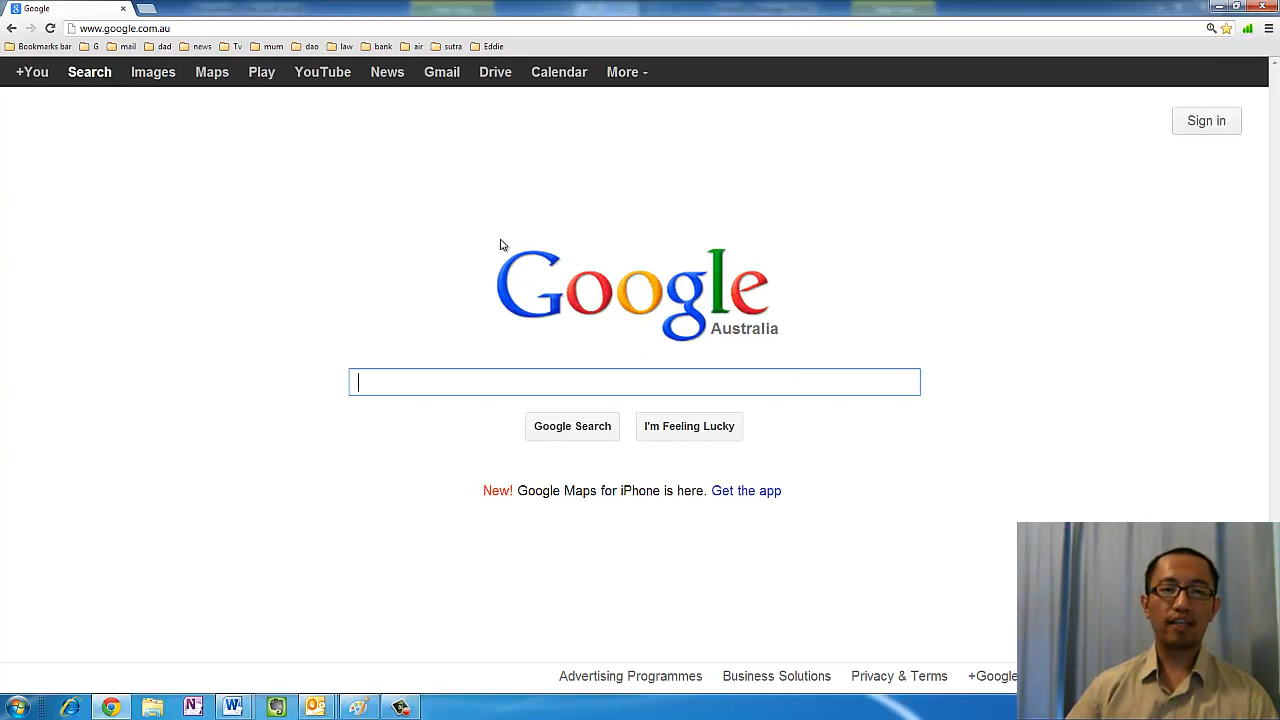 Google
www.google.com.au
Bookmarks bar G mail dad news Tv mum dao law bank air sutra Eddie
+You Search Images Maps Play YouTube News Gmail Drive Calendar More
Sign in
Google
Australia
Google Search I'm Feeling Lucky
New! Google Maps for iPhone is here. Get the app
Advertising Programmes Business Solutions Privacy & Terms +Google